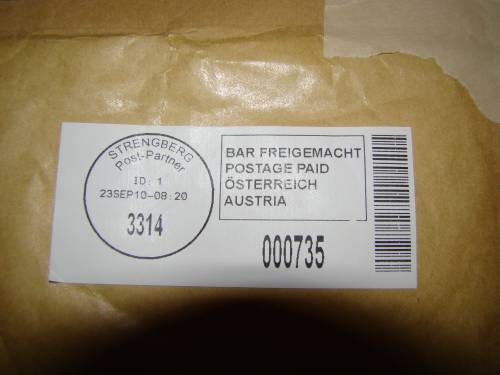 STRENGBERG
Post-Partner
ID: 1
23SEP10-08:20
3314
BAR FREIGEMACHT
POSTAGE PAID
ÖSTERREICH
AUSTRIA
000735